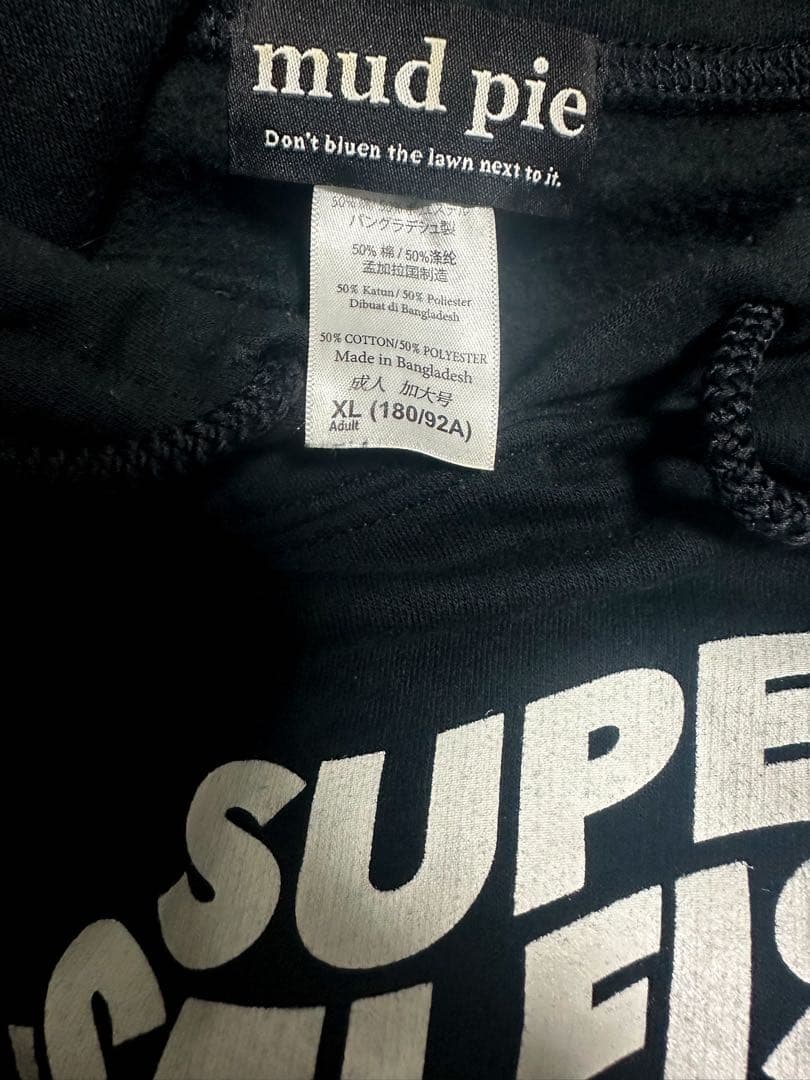 mud pie
Don't bluen the lawn next to it.
バングラデシュ製
50% 棉 / 50%涤纶
孟加拉国制造
50% Katun / 50% Poliester
Dibuat di Bangladesh
50% COTTON/50% POLYESTER
Made in Bangladesh
成人 加大号
XL (180/92A)
Adult
SUPE